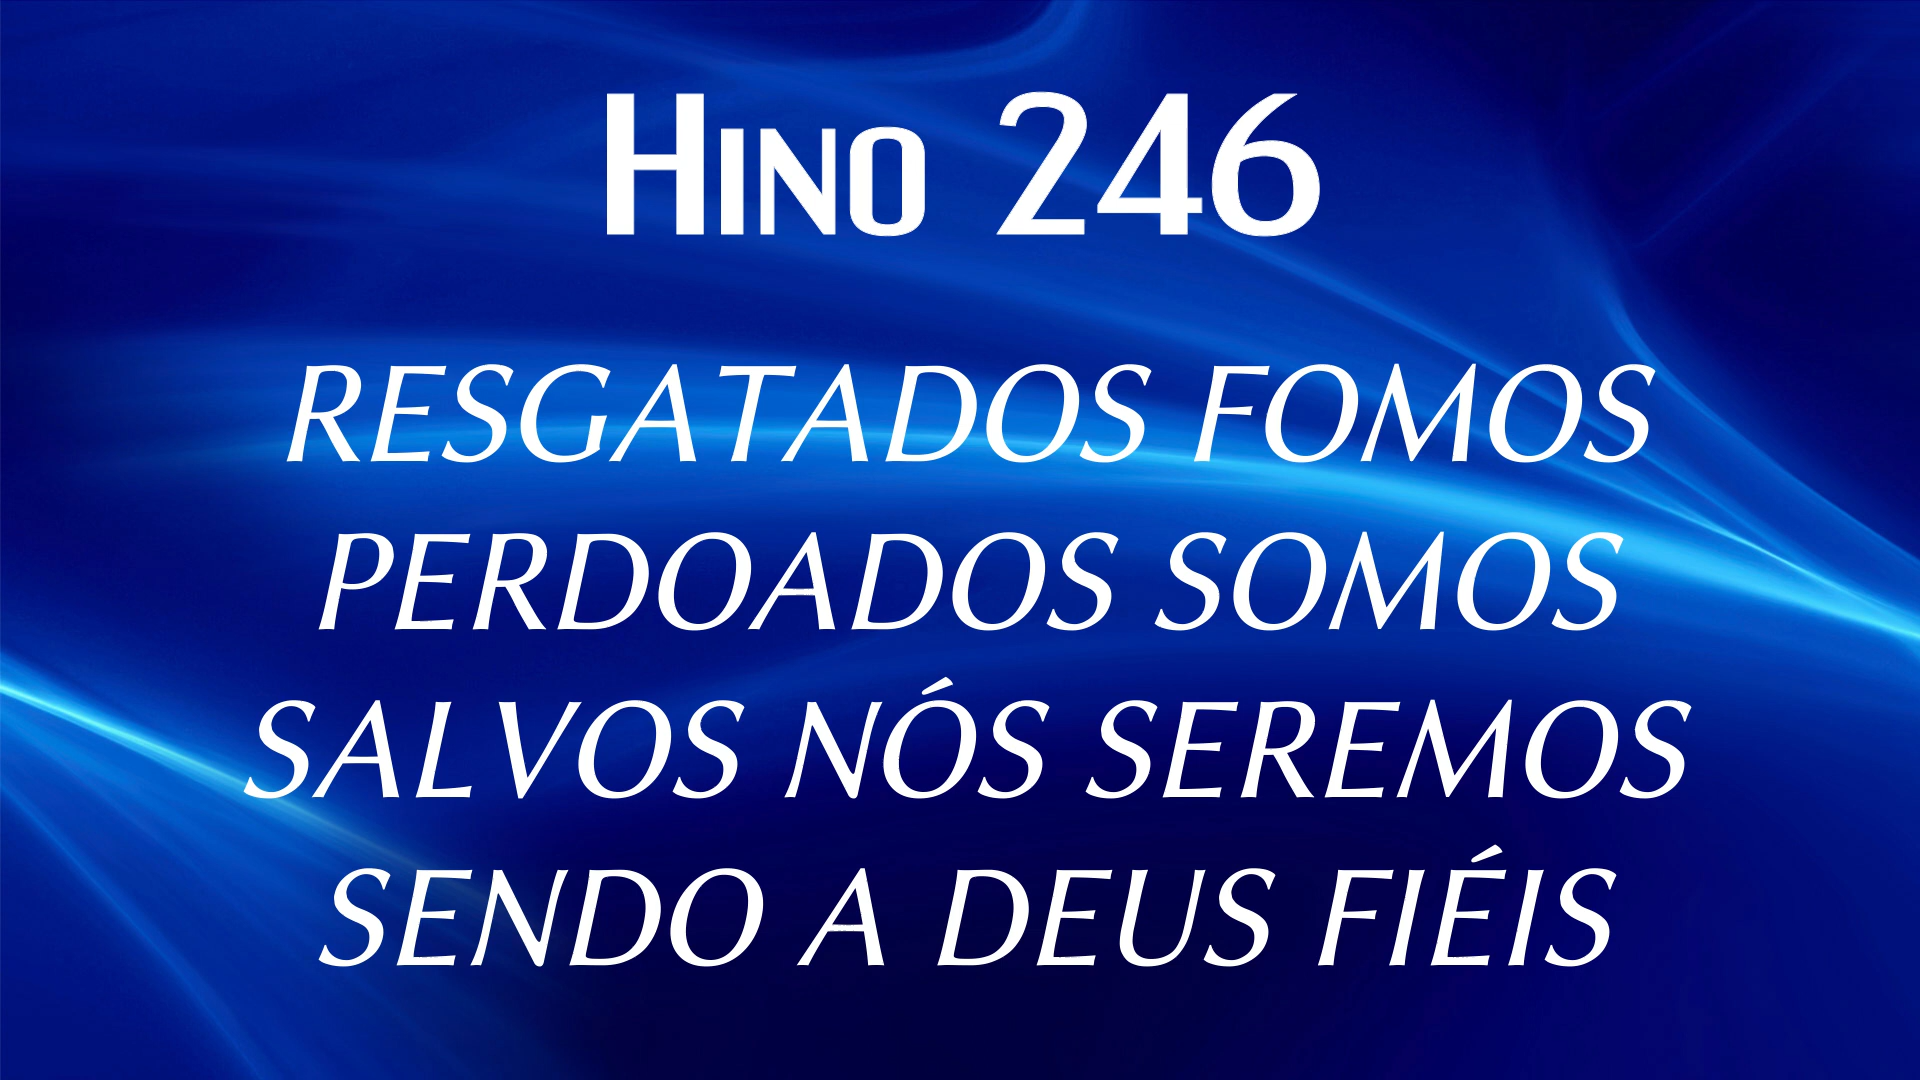 Hino 246
RESGATADOS FOMOS
PERDOADOS SOMOS
SALVOS NÓS SEREMOS
SENDO A DEUS FIÉIS